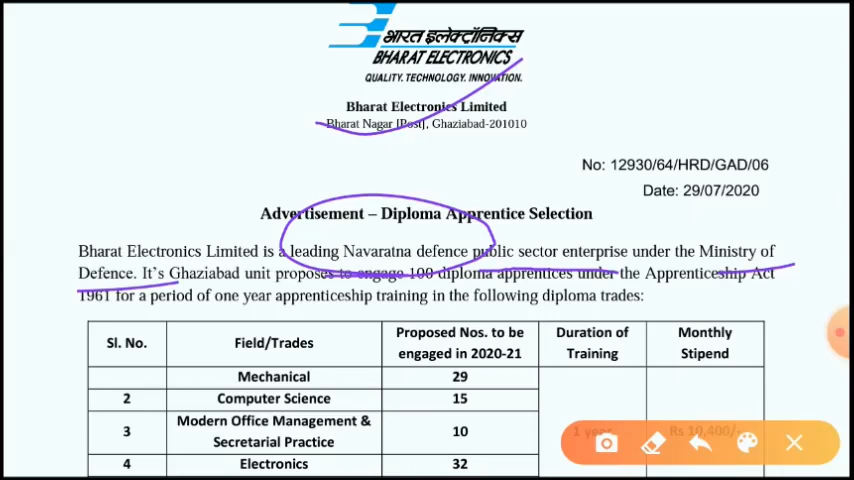 भारत इलेक्ट्रॉनिक्स
BHARAT ELECTRONICS
QUALITY. TECHNOLOGY. INNOVATION.
Bharat Electronics Limited
Bharat Nagar [Post], Ghaziabad-201010
No: 12930/64/HRD/GAD/06
Date: 29/07/2020
Advertisement – Diploma Apprentice Selection
Bharat Electronics Limited is a leading Navaratna defence public sector enterprise under the Ministry of
Defence. It's Ghaziabad unit proposes to engage 100 diploma apprentices under the Apprenticeship Act
1961 for a period of one year apprenticeship training in the following diploma trades:
Sl. No. Field/Trades Proposed Nos. to be engaged in 2020-21 Duration of Training Monthly Stipend
Mechanical 29
2 Computer Science 15
3 Modern Office Management & Secretarial Practice 10 1 year Rs 10,400/-
4 Electronics 32